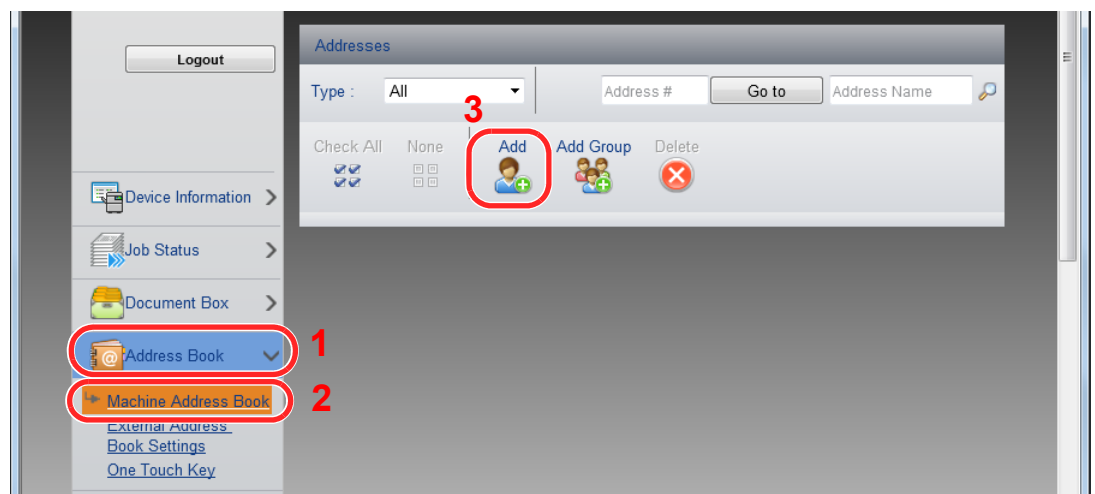 Logout
Device Information
Job Status
Document Box
Address Book
1
Machine Address Book
2
External Address
Book Settings
One Touch Key
Addresses
Type : All
Address # Go to Address Name
3
Check All None Add Add Group Delete